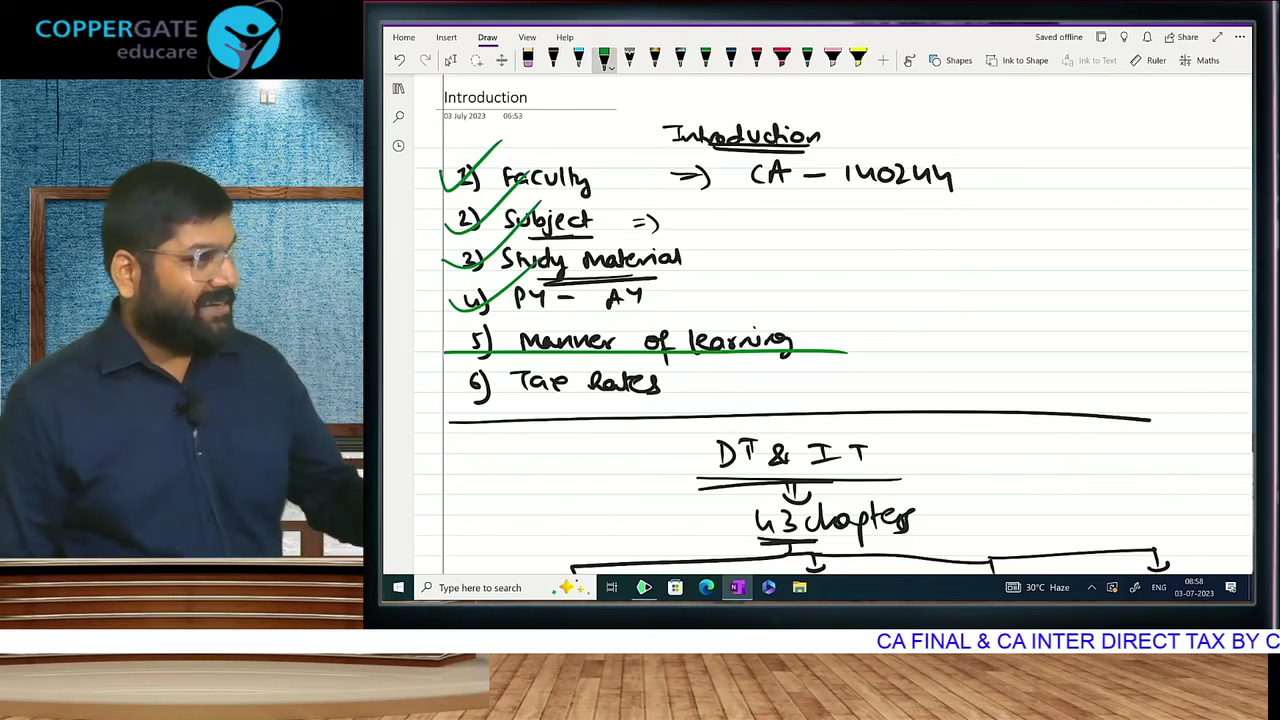 COPPERGATE
educare
Home Insert Draw View Help
Saved offline Share
Shapes Ink to Shape Ink to Text Ruler Maths
Introduction
03 July 2023 06:53
Introduction
1) Faculty => CA - 140244
2) Subject =>
3) Study Material
4) PY - AY
5) Manner of learning
6) Tax Rates
DT & IT
43 chapters
Type here to search
30°C Haze
ENG
08:58
03-07-2023
CA FINAL & CA INTER DIRECT TAX BY C